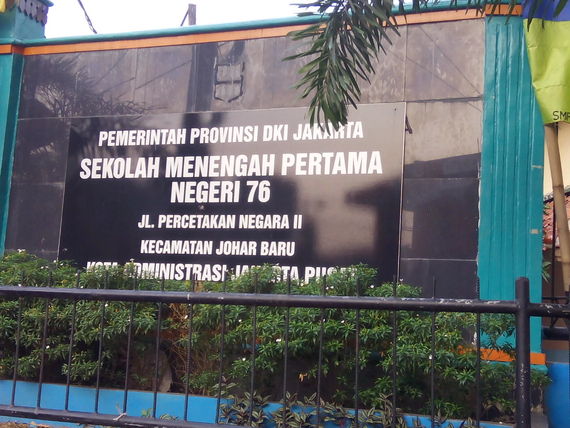 PEMERINTAH PROVINSI DKI JAKARTA
SEKOLAH MENENGAH PERTAMA
NEGERI 76
JL. PERCETAKAN NEGARA II
KECAMATAN JOHAR BARU
KOTA ADMINISTRASI JAKARTA PUSAT
SMP